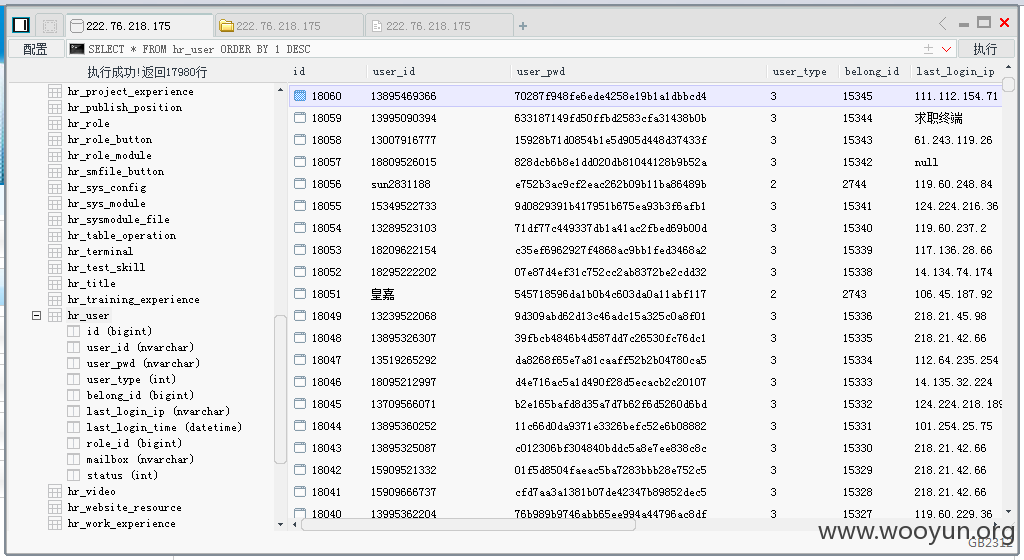 222.76.218.175 222.76.218.175 222.76.218.175 +
配置 SELECT * FROM hr_user ORDER BY 1 DESC 执行
执行成功!返回17980行
hr_project_experience
hr_publish_position
hr_role
hr_role_button
hr_role_module
hr_smfile_button
hr_sys_config
hr_sys_module
hr_sysmodule_file
hr_table_operation
hr_terminal
hr_test_skill
hr_title
hr_training_experience
hr_user
id (bigint)
user_id (nvarchar)
user_pwd (nvarchar)
user_type (int)
belong_id (bigint)
last_login_ip (nvarchar)
last_login_time (datetime)
role_id (bigint)
mailbox (nvarchar)
status (int)
hr_video
hr_website_resource
hr_work_experience
id user_id user_pwd user_type belong_id last_login_ip
18060 13895469366 70287f948fe6ede4258e19b1a1dbbcd4 3 15345 111.112.154.71
18059 13995090394 633187149fd50ffbd2583cfa31438b0b 3 15344 求职终端
18058 13007916777 15928b71d0854b1e5d905d448d37433f 3 15343 61.243.119.26
18057 18809526015 828dcb6b8e1dd020db81044128b9b52a 3 15342 null
18056 sun2831188 e752b3ac9cf2eac262b09b11ba86489b 2 2744 119.60.248.84
18055 15349522733 9d0829391b417951b675ea93b3f6afb1 3 15341 124.224.216.36
18054 13289523103 71df77c449337db1a41ac2fbed69b00d 3 15340 119.60.237.2
18053 18209622154 c35ef6962927f4868ac9bb1fed3468a2 3 15339 117.136.28.66
18052 18295222202 07e87d4ef31c752cc2ab8372be2cdd32 3 15338 14.134.74.174
18051 皇嘉 545718596da1b0b4c603da0a11abf117 2 2743 106.45.187.92
18049 13239522068 9d309abd62d13c46adc15a325c0a8f01 3 15336 218.21.45.98
18048 13895326307 39fbcb4846b4d587dd7c26530fc76dc1 3 15335 218.21.42.66
18047 13519265292 da8268f65e7a81caaff52b2b04780ca5 3 15334 112.64.235.254
18046 18095212997 d4e716ac5a1d490f28d5ecacb2c20107 3 15333 14.135.32.224
18045 13709566071 b2e165bafd8d35a7d7b62f6d5260d6bd 3 15332 124.224.218.189
18044 13895360252 11c66d0da9371e3326befc52e6b08882 3 15331 101.254.25.75
18043 13895325087 c012306bf304840bddc5a8e7ee838c8c 3 15330 218.21.42.66
18042 15909521332 01f5d8504faeac5ba7283bbb28e752c5 3 15329 218.21.42.66
18041 15909666737 cfd7aa3a1381b07de42347b89852dec5 3 15328 218.21.42.66
18040 13995362204 76b989b9746abb65ee994a44796ac8df 3 15327 119.60.229.36
www.wooyun.org
GB2312